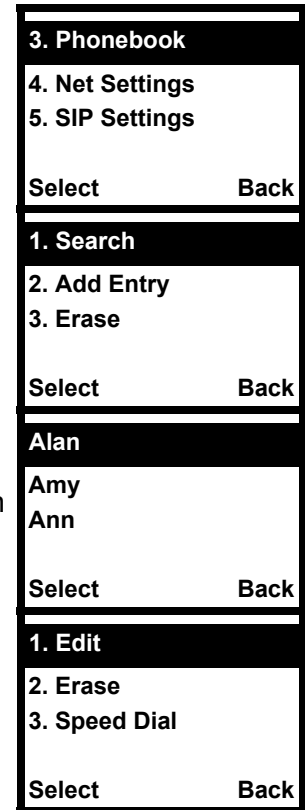 3. Phonebook
4. Net Settings
5. SIP Settings
Select Back
1. Search
2. Add Entry
3. Erase
Select Back
Alan
Amy
Ann
Select Back
1. Edit
2. Erase
3. Speed Dial
Select Back